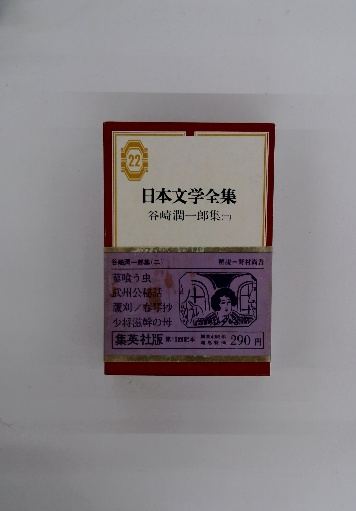 22
日本文学全集
谷崎潤一郎集(二)
谷崎潤一郎集(二)
解説=野村尚吾
蓼喰う虫
武州公秘話
蘆刈/春琴抄
少将滋幹の母
集英社版
290円